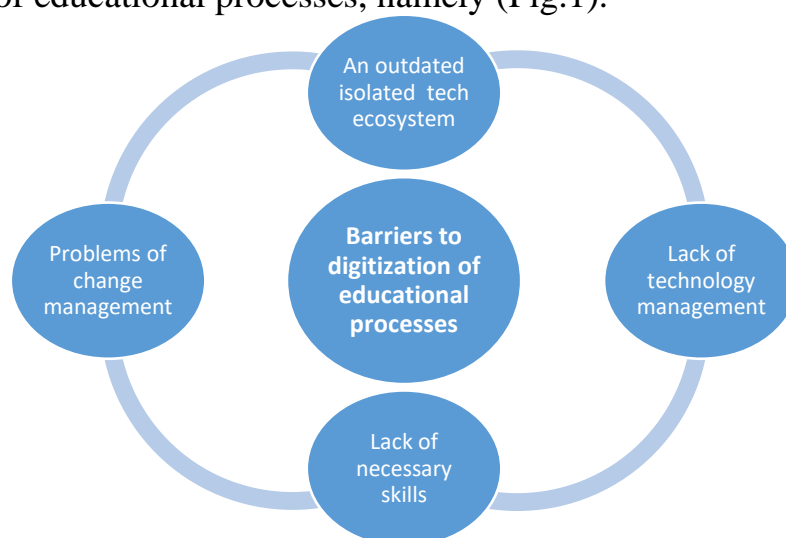 of educational processes, namely (Fig.1).
An outdated
isolated tech
ecosystem
Problems of
change
management
Barriers to
digitization of
educational
processes
Lack of
technology
management
Lack of
necessary
skills